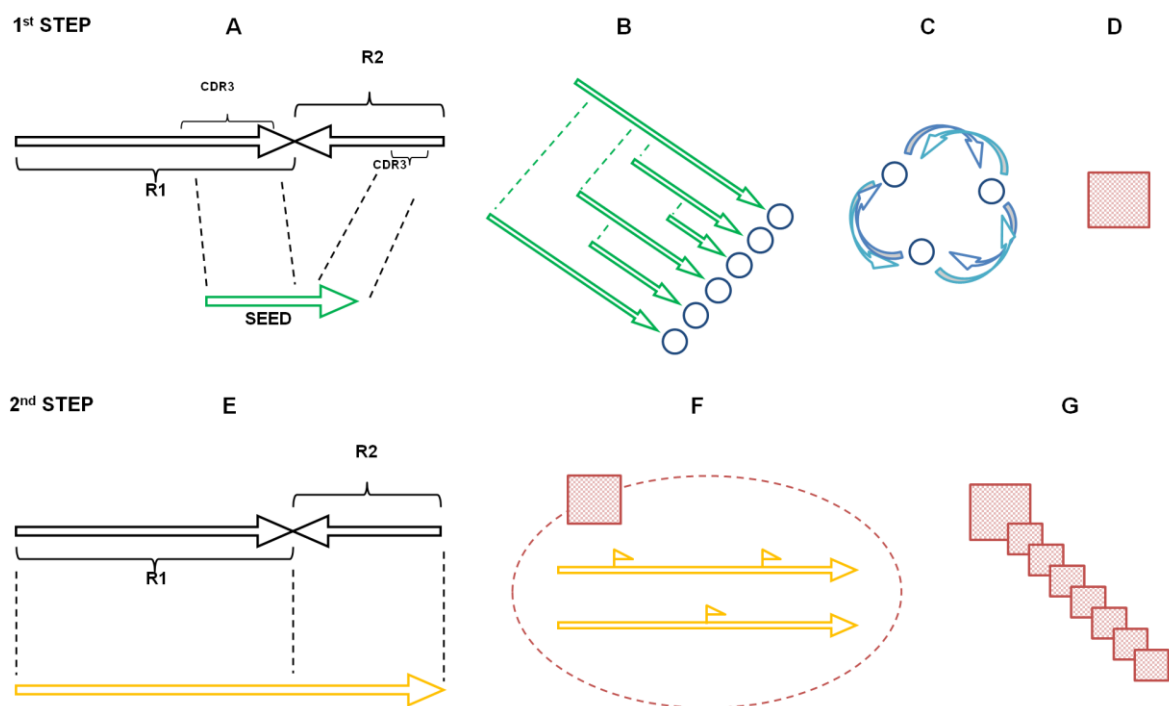 1st STEP
A
B
C
D
R2
CDR3
CDR3
R1
SEED
2nd STEP
E
F
G
R2
R1